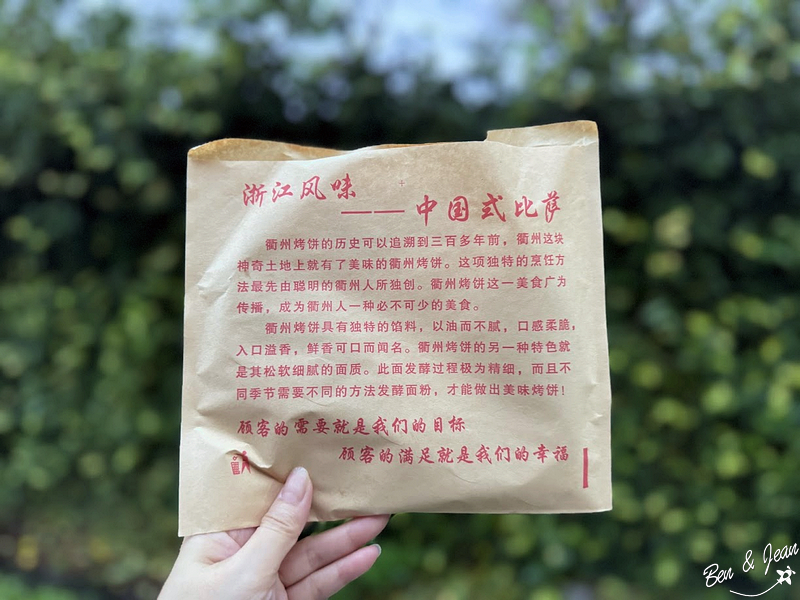 浙江风味
——中国式比萨
衢州烤饼的历史可以追溯到三百多年前，衢州这块
神奇土地上就有了美味的衢州烤饼。这项独特的烹饪方
法最先由聪明的衢州人所独创。衢州烤饼这一美食广为
传播，成为衢州人一种必不可少的美食。
衢州烤饼具有独特的馅料，以油而不腻，口感柔脆，
入口溢香，鲜香可口而闻名。衢州烤饼的另一种特色就
是其松软细腻的面质。此面发酵过程极为精细，而且不
同季节需要不同的方法发酵面粉，才能做出美味烤饼！
顾客的需要就是我们的目标
顾客的满足就是我们的幸福
Ben & Jean